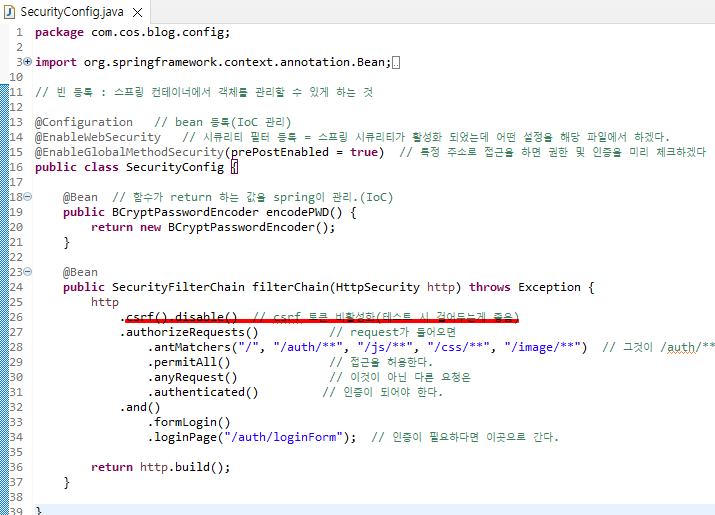 SecurityConfig.java
1 package com.cos.blog.config;
2
3 import org.springframework.context.annotation.Bean;
10
11 // 빈 등록 : 스프링 컨테이너에서 객체를 관리할 수 있게 하는 것
12
13 @Configuration // bean 등록(IoC 관리)
14 @EnableWebSecurity // 시큐리티 필터 등록 = 스프링 시큐리티가 활성화 되었는데 어떤 설정을 해당 파일에서 하겠다.
15 @EnableGlobalMethodSecurity(prePostEnabled = true) // 특정 주소로 접근을 하면 권한 및 인증을 미리 체크하겠다
16 public class SecurityConfig {
17
18 @Bean // 함수가 return 하는 값을 spring이 관리.(IoC)
19 public BCryptPasswordEncoder encodePWD() {
20 return new BCryptPasswordEncoder();
21 }
22
23 @Bean
24 public SecurityFilterChain filterChain(HttpSecurity http) throws Exception {
25 http
26 .csrf().disable() // csrf 토큰 비활성화(테스트 시 걸어두는게 좋음)
27 .authorizeRequests() // request가 들어오면
28 .antMatchers("/", "/auth/**", "/js/**", "/css/**", "/image/**") // 그것이 /auth/**
29 .permitAll() // 접근을 허용한다.
30 .anyRequest() // 이것이 아닌 다른 요청은
31 .authenticated() // 인증이 되어야 한다.
32 .and()
33 .formLogin()
34 .loginPage("/auth/loginForm"); // 인증이 필요하다면 이곳으로 간다.
35
36 return http.build();
37 }
38
39 }